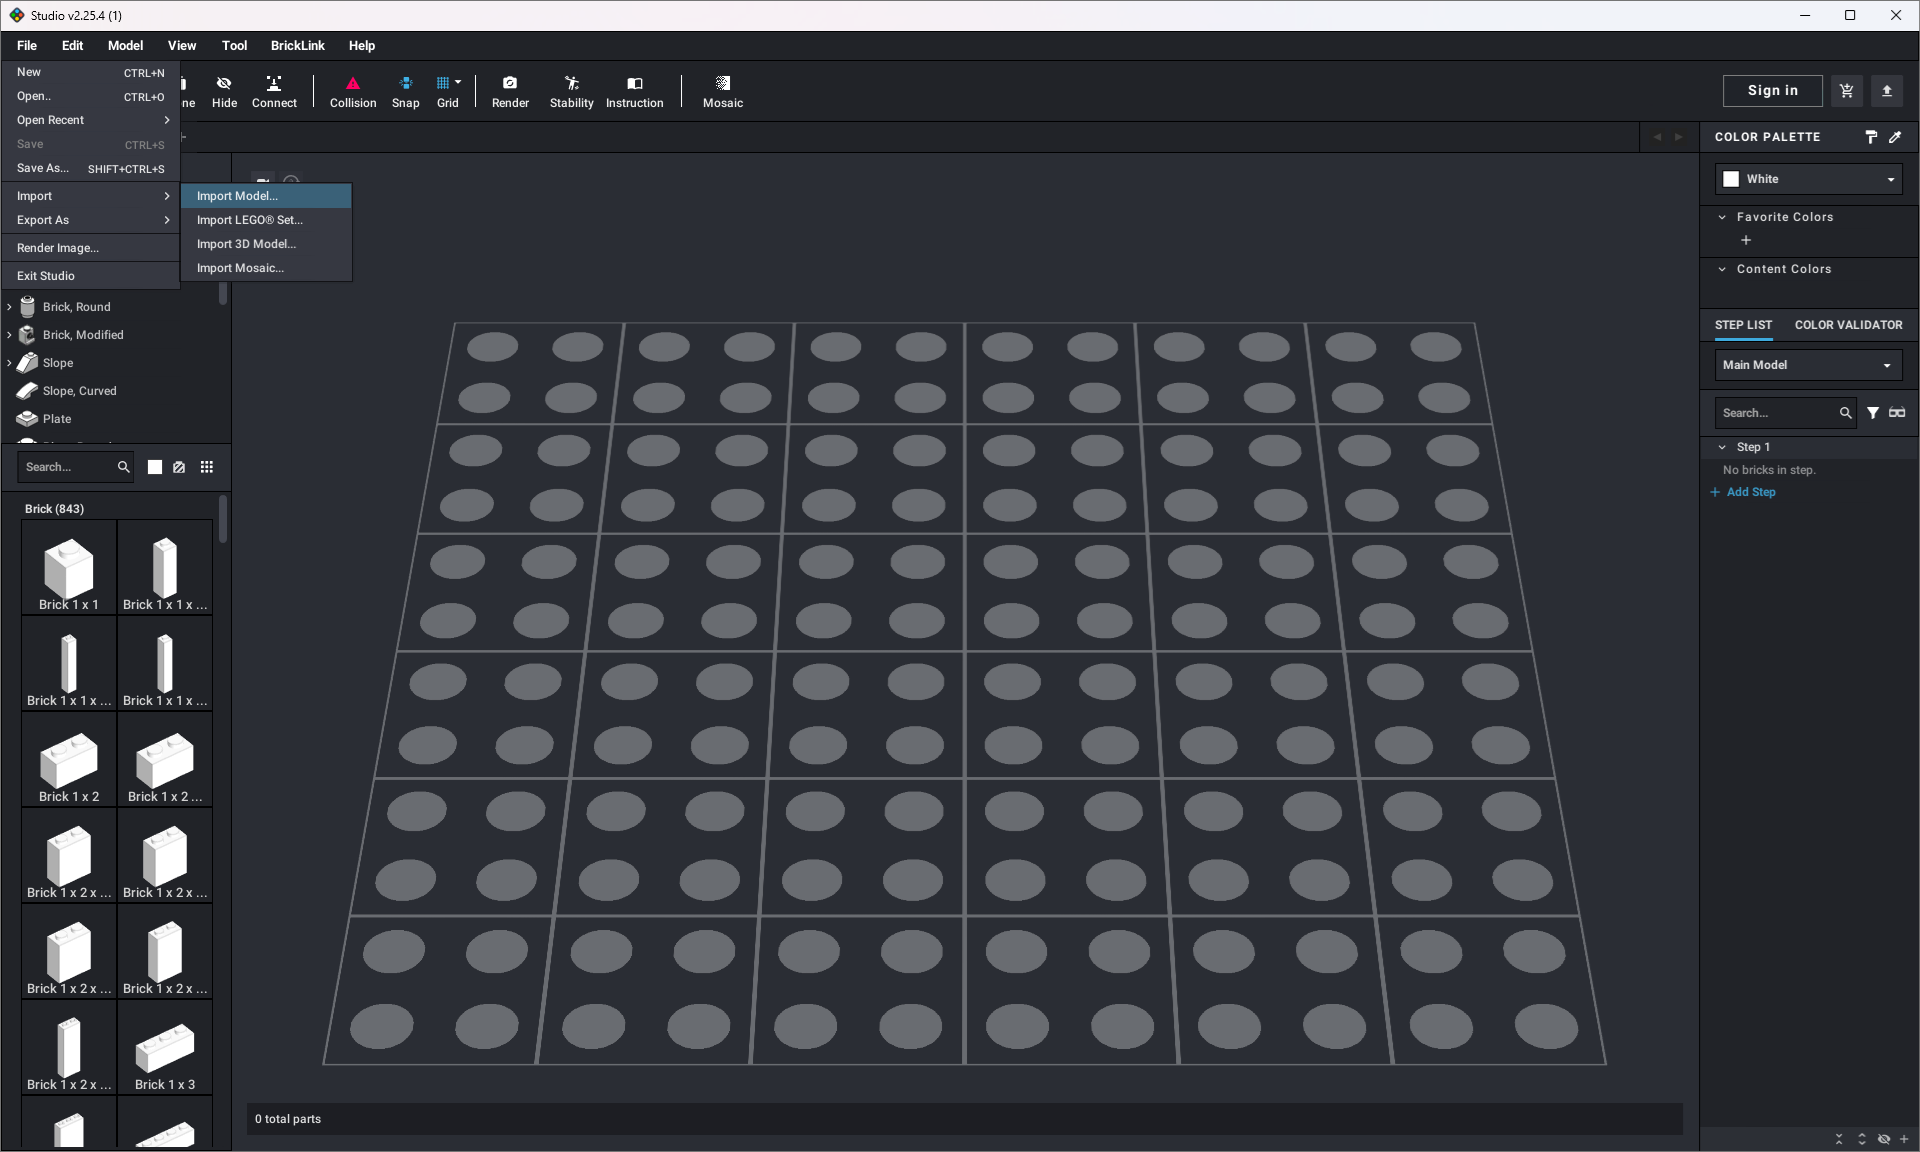 Studio v2.25.4 (1)
File Edit Model View Tool BrickLink Help
New CTRL+N
Open.. CTRL+O
Open Recent
Save CTRL+S
Save As... SHIFT+CTRL+S
Import
Export As
Render Image...
Exit Studio
Import Model...
Import LEGO® Set...
Import 3D Model...
Import Mosaic...
Hide Connect Collision Snap Grid Render Stability Instruction Mosaic
Sign in
Brick, Round
Brick, Modified
Slope
Slope, Curved
Plate
Search...
Brick (843)
Brick 1 x 1 Brick 1 x 1 x ...
Brick 1 x 1 x ... Brick 1 x 1 x ...
Brick 1 x 2 Brick 1 x 2 ...
Brick 1 x 2 x ... Brick 1 x 2 x ...
Brick 1 x 2 x ... Brick 1 x 2 x ...
Brick 1 x 2 x ... Brick 1 x 3
0 total parts
COLOR PALETTE
White
Favorite Colors
Content Colors
STEP LIST COLOR VALIDATOR
Main Model
Search...
Step 1
No bricks in step.
Add Step